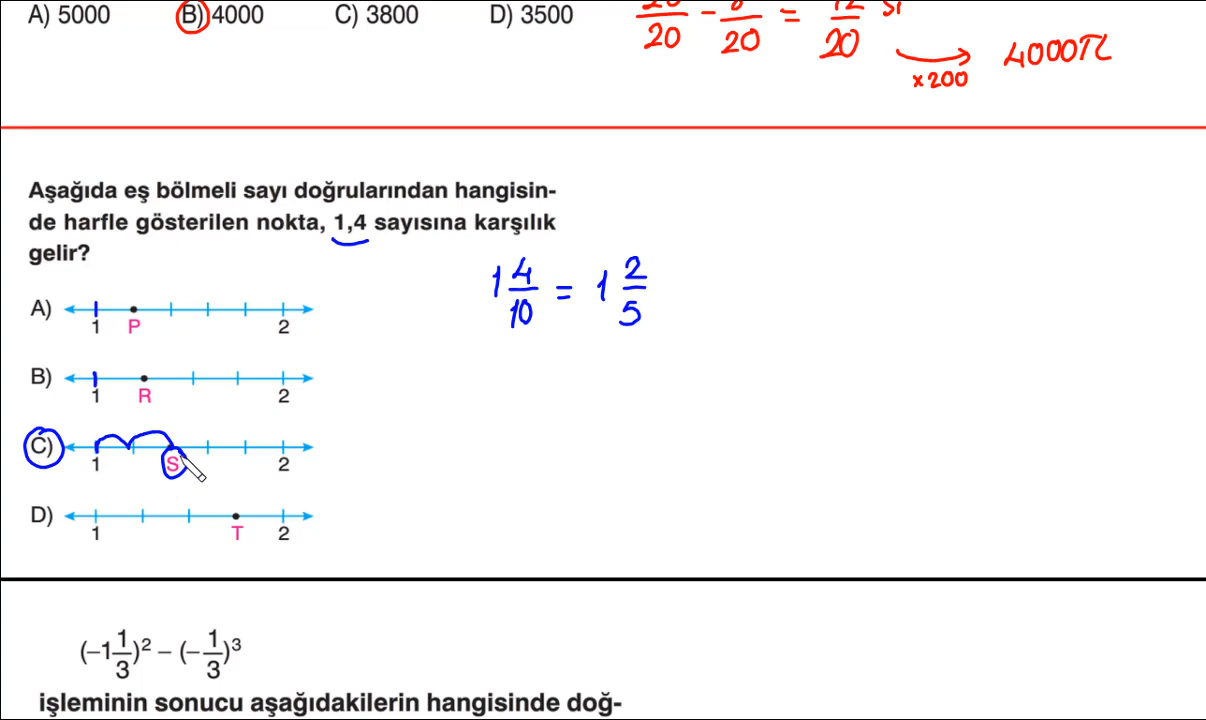 A) 5000 B) 4000 C) 3800 D) 3500
20/20 − 8/20 = 12/20 si
×200 4000TL
Aşağıda eş bölmeli sayı doğrularından hangisin-
de harfle gösterilen nokta, 1,4 sayısına karşılık
gelir?
1 4/10 = 1 2/5
A) 1 P 2
B) 1 R 2
C) 1 S 2
D) 1 T 2
(−1 1/3)² − (−1/3)³
işleminin sonucu aşağıdakilerin hangisinde doğ-